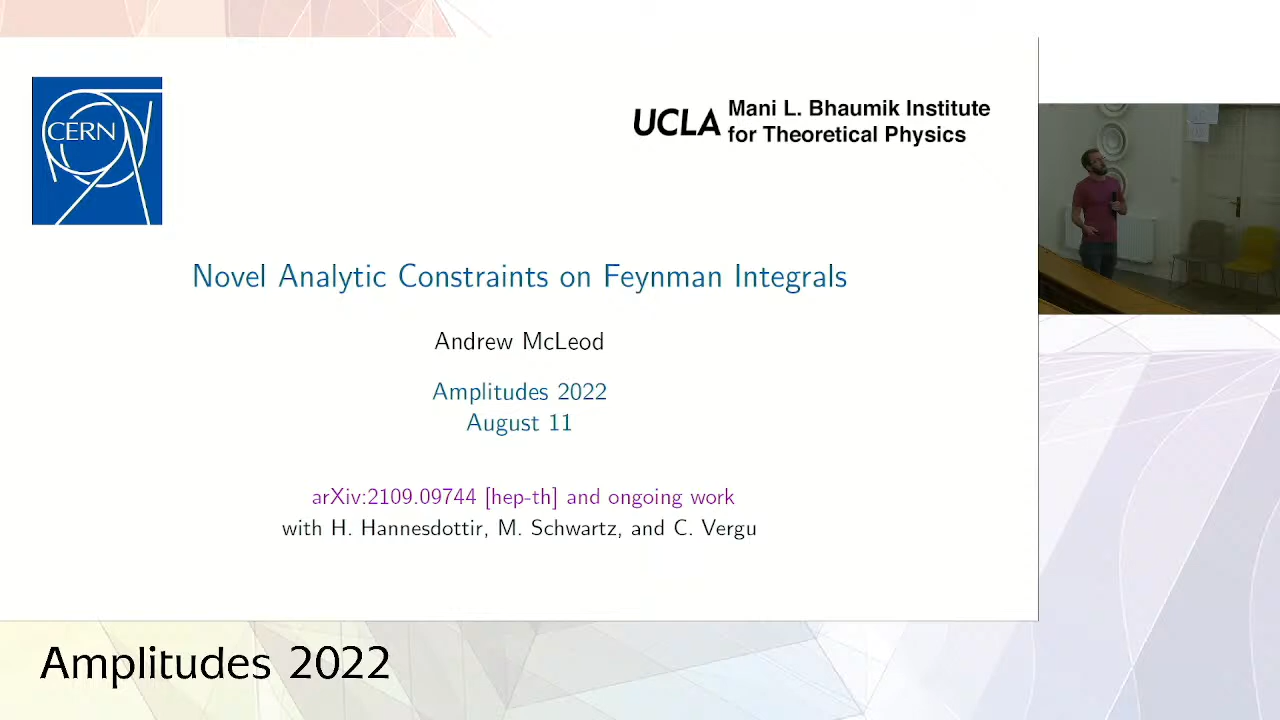 CERN
UCLA Mani L. Bhaumik Institute
for Theoretical Physics
Novel Analytic Constraints on Feynman Integrals
Andrew McLeod
Amplitudes 2022
August 11
arXiv:2109.09744 [hep-th] and ongoing work
with H. Hannesdottir, M. Schwartz, and C. Vergu
Amplitudes 2022